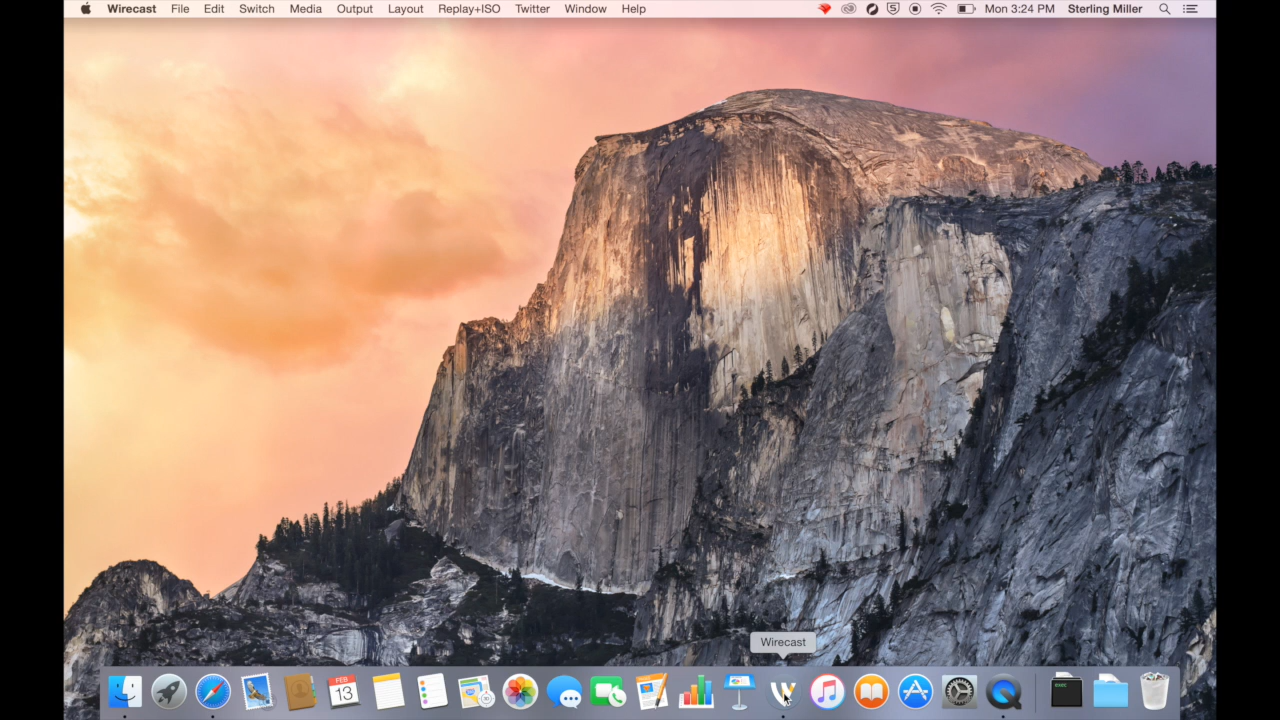 Wirecast File Edit Switch Media Output Layout Replay+ISO Twitter Window Help 5 Mon 3:24 PM Sterling Miller
Wirecast
FEB
13